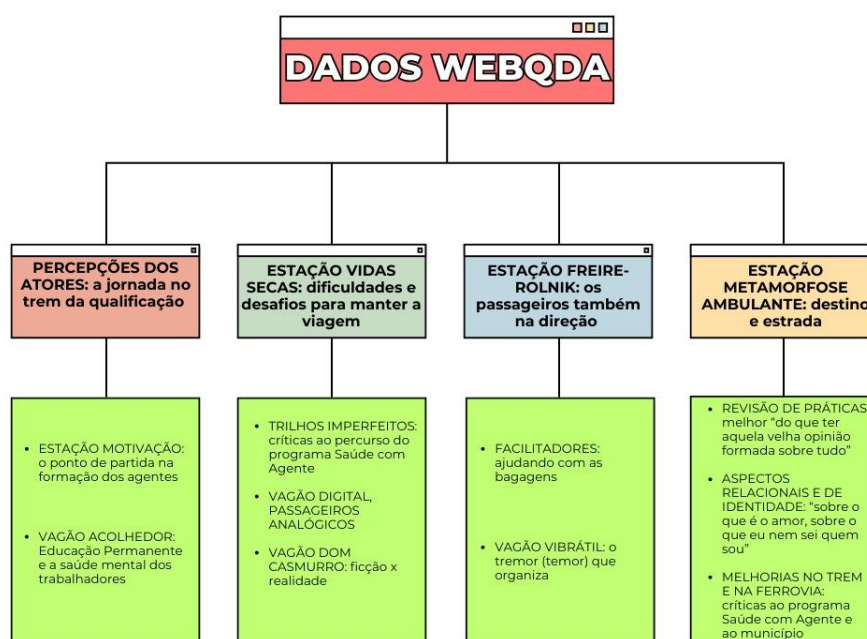 DADOS WEBQDA
PERCEPÇÕES DOS
ATORES: a jornada no
trem da qualificação
ESTAÇÃO MOTIVAÇÃO:
o ponto de partida na
formação dos agentes
VAGÃO ACOLHEDOR:
Educação Permanente
e a saúde mental dos
trabalhadores
ESTAÇÃO VIDAS
SECAS: dificuldades e
desafios para manter a
viagem
TRILHOS IMPERFEITOS:
críticas ao percurso do
programa Saúde com
Agente
VAGÃO DIGITAL,
PASSAGEIROS
ANALÓGICOS
VAGÃO DOM
CASMURRO: ficção x
realidade
ESTAÇÃO FREIRE-
ROLNIK: os
passageiros também
na direção
FACILITADORES:
ajudando com as
bagagens
VAGÃO VIBRÁTIL: o
tremor (temor) que
organiza
ESTAÇÃO
METAMORFOSE
AMBULANTE: destino
e estrada
REVISÃO DE PRÁTICAS
melhor “do que ter
aquela velha opinião
formada sobre tudo”
ASPECTOS
RELACIONAIS E DE
IDENTIDADE: “sobre o
que é o amor, sobre o
que eu nem sei quem
sou”
MELHORIAS NO TREM
E NA FERROVIA:
críticas ao programa
Saúde com Agente e
ao município